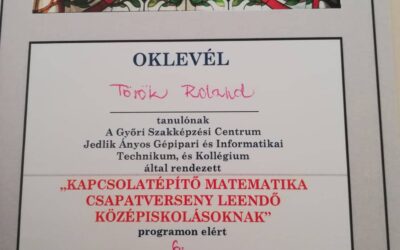 OKLEVÉL
Török Roland
tanulónak
A Győri Szakképzési Centrum
Jedlik Ányos Gépipari és Informatikai
Technikum, és Kollégium
által rendezett
„KAPCSOLATÉPÍTŐ MATEMATIKA
CSAPATVERSENY LEENDŐ
KÖZÉPISKOLÁSOKNAK”
programon elért
6.